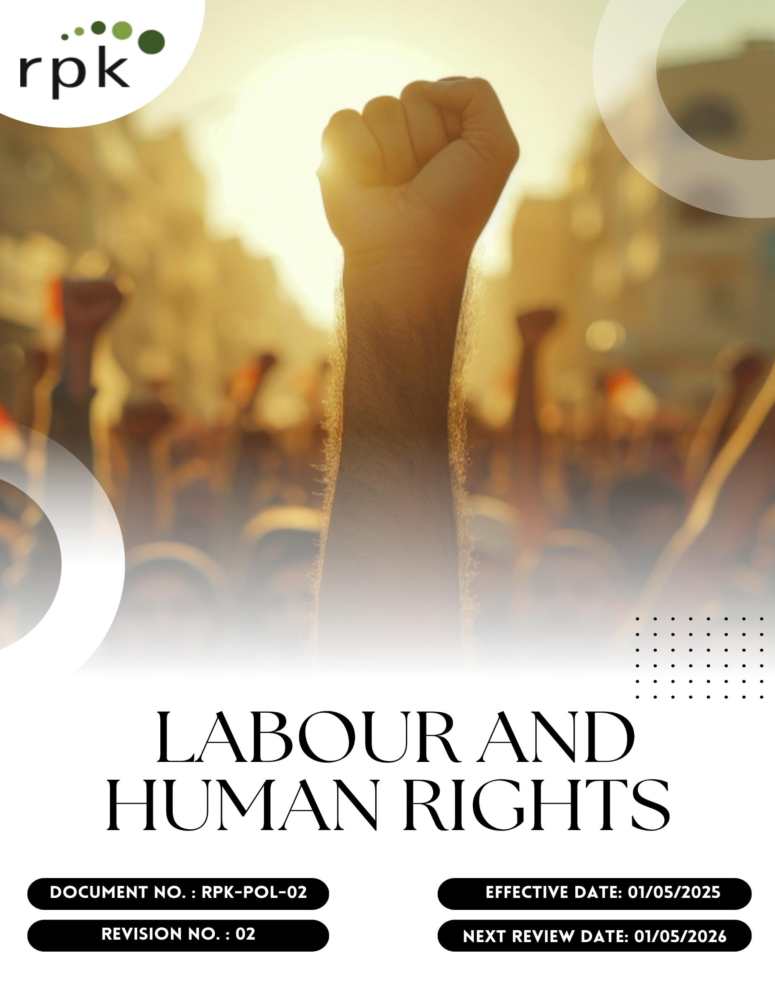 rpk
LABOUR AND
HUMAN RIGHTS
DOCUMENT NO. : RPK-POL-02
EFFECTIVE DATE: 01/05/2025
REVISION NO. : 02
NEXT REVIEW DATE: 01/05/2026